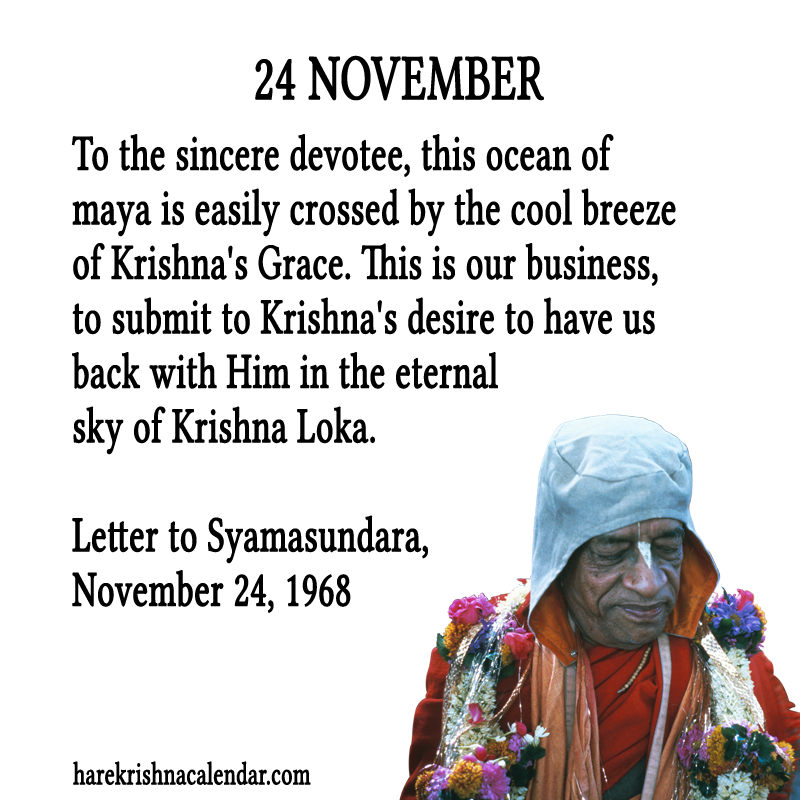 24 NOVEMBER
To the sincere devotee, this ocean of
maya is easily crossed by the cool breeze
of Krishna's Grace. This is our business,
to submit to Krishna's desire to have us
back with Him in the eternal
sky of Krishna Loka.
Letter to Syamasundara,
November 24, 1968
harekrishnacalendar.com